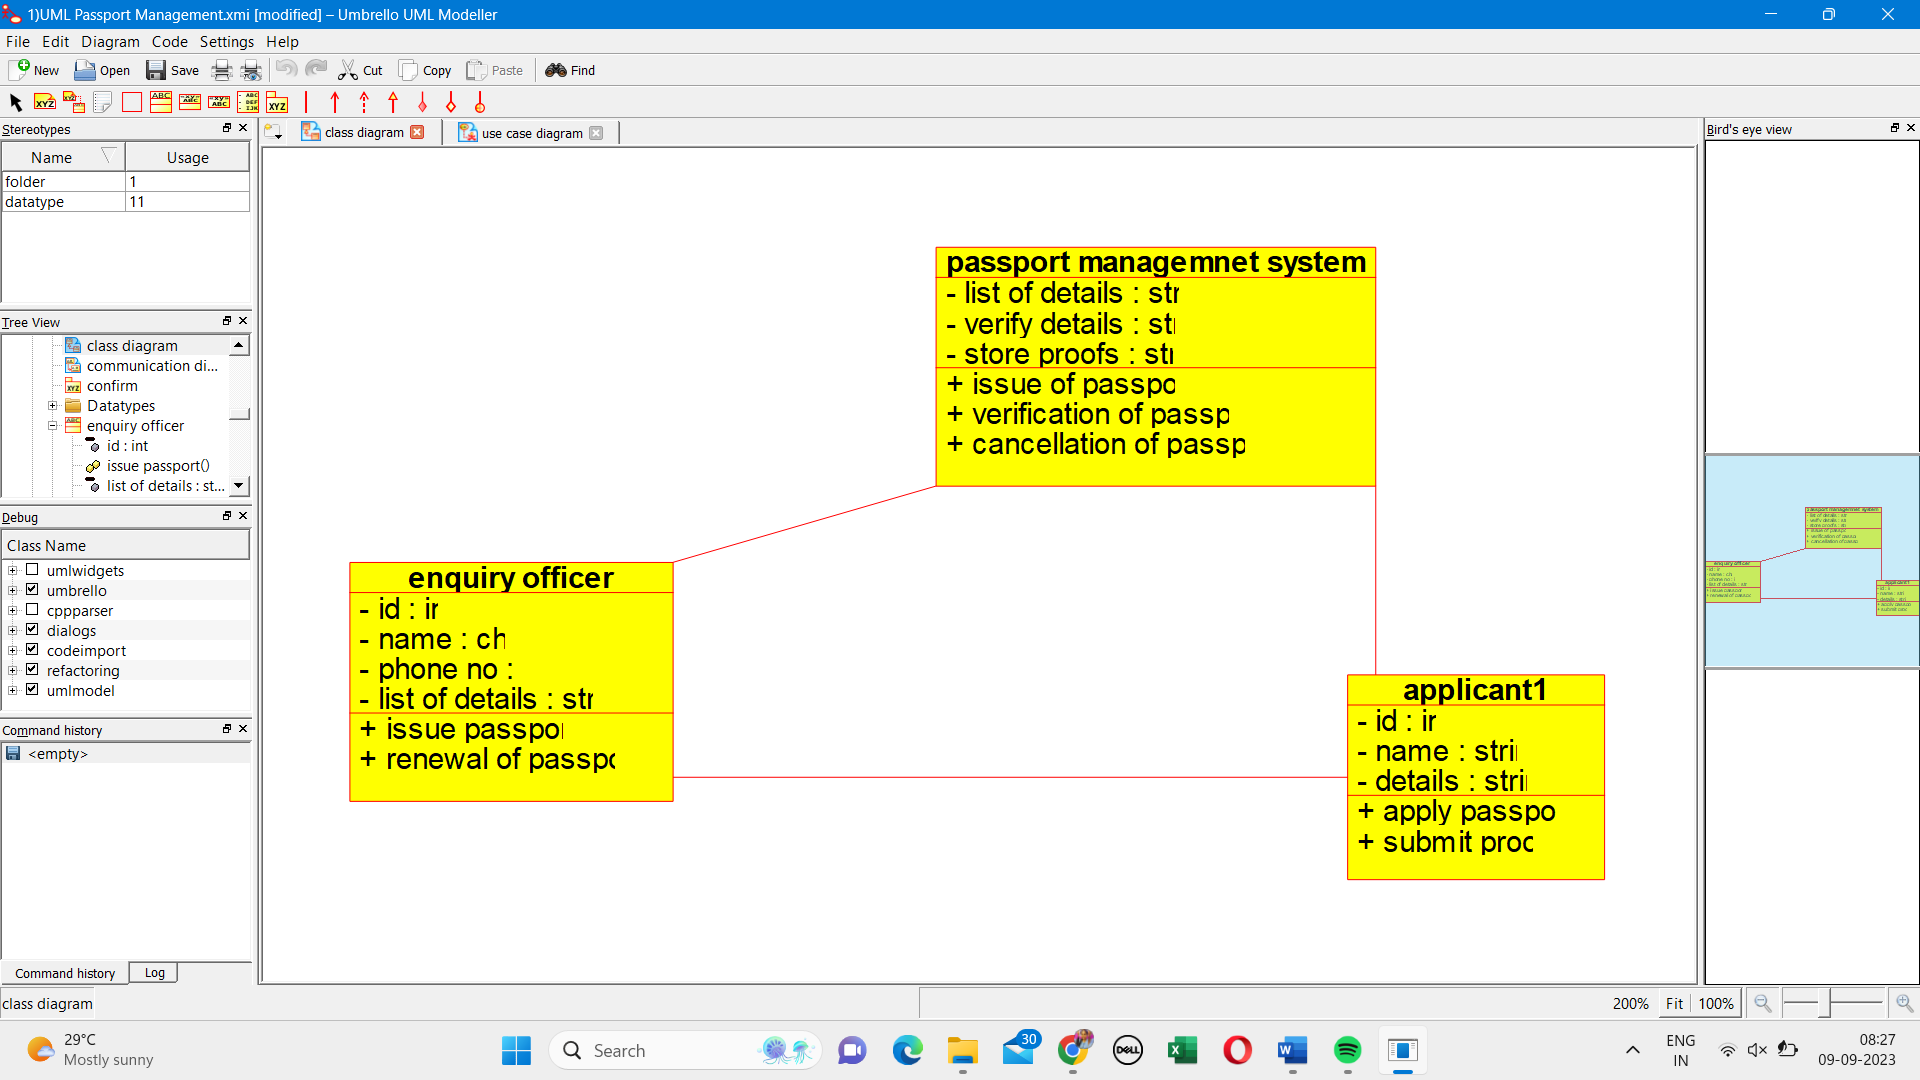 1)UML Passport Management.xmi [modified] – Umbrello UML Modeller
File Edit Diagram Code Settings Help
New Open Save Cut Copy Paste Find
Stereotypes
Name Usage
folder 1
datatype 11
Tree View
class diagram
communication di...
confirm
Datatypes
enquiry officer
id : int
issue passport()
list of details : st...
Debug
Class Name
umlwidgets
umbrello
cppparser
dialogs
codeimport
refactoring
umlmodel
Command history
<empty>
Command history Log
class diagram use case diagram
passport managemnet system
- list of details : str
- verify details : st
- store proofs : str
+ issue of passpo
+ verification of passp
+ cancellation of passp
enquiry officer
- id : in
- name : ch
- phone no :
- list of details : str
+ issue passpo
+ renewal of passpo
applicant1
- id : in
- name : stri
- details : stri
+ apply passpo
+ submit proo
Bird's eye view
class diagram
200% Fit 100%
29°C
Mostly sunny
Search
30
DELL
ENG
IN
08:27
09-09-2023